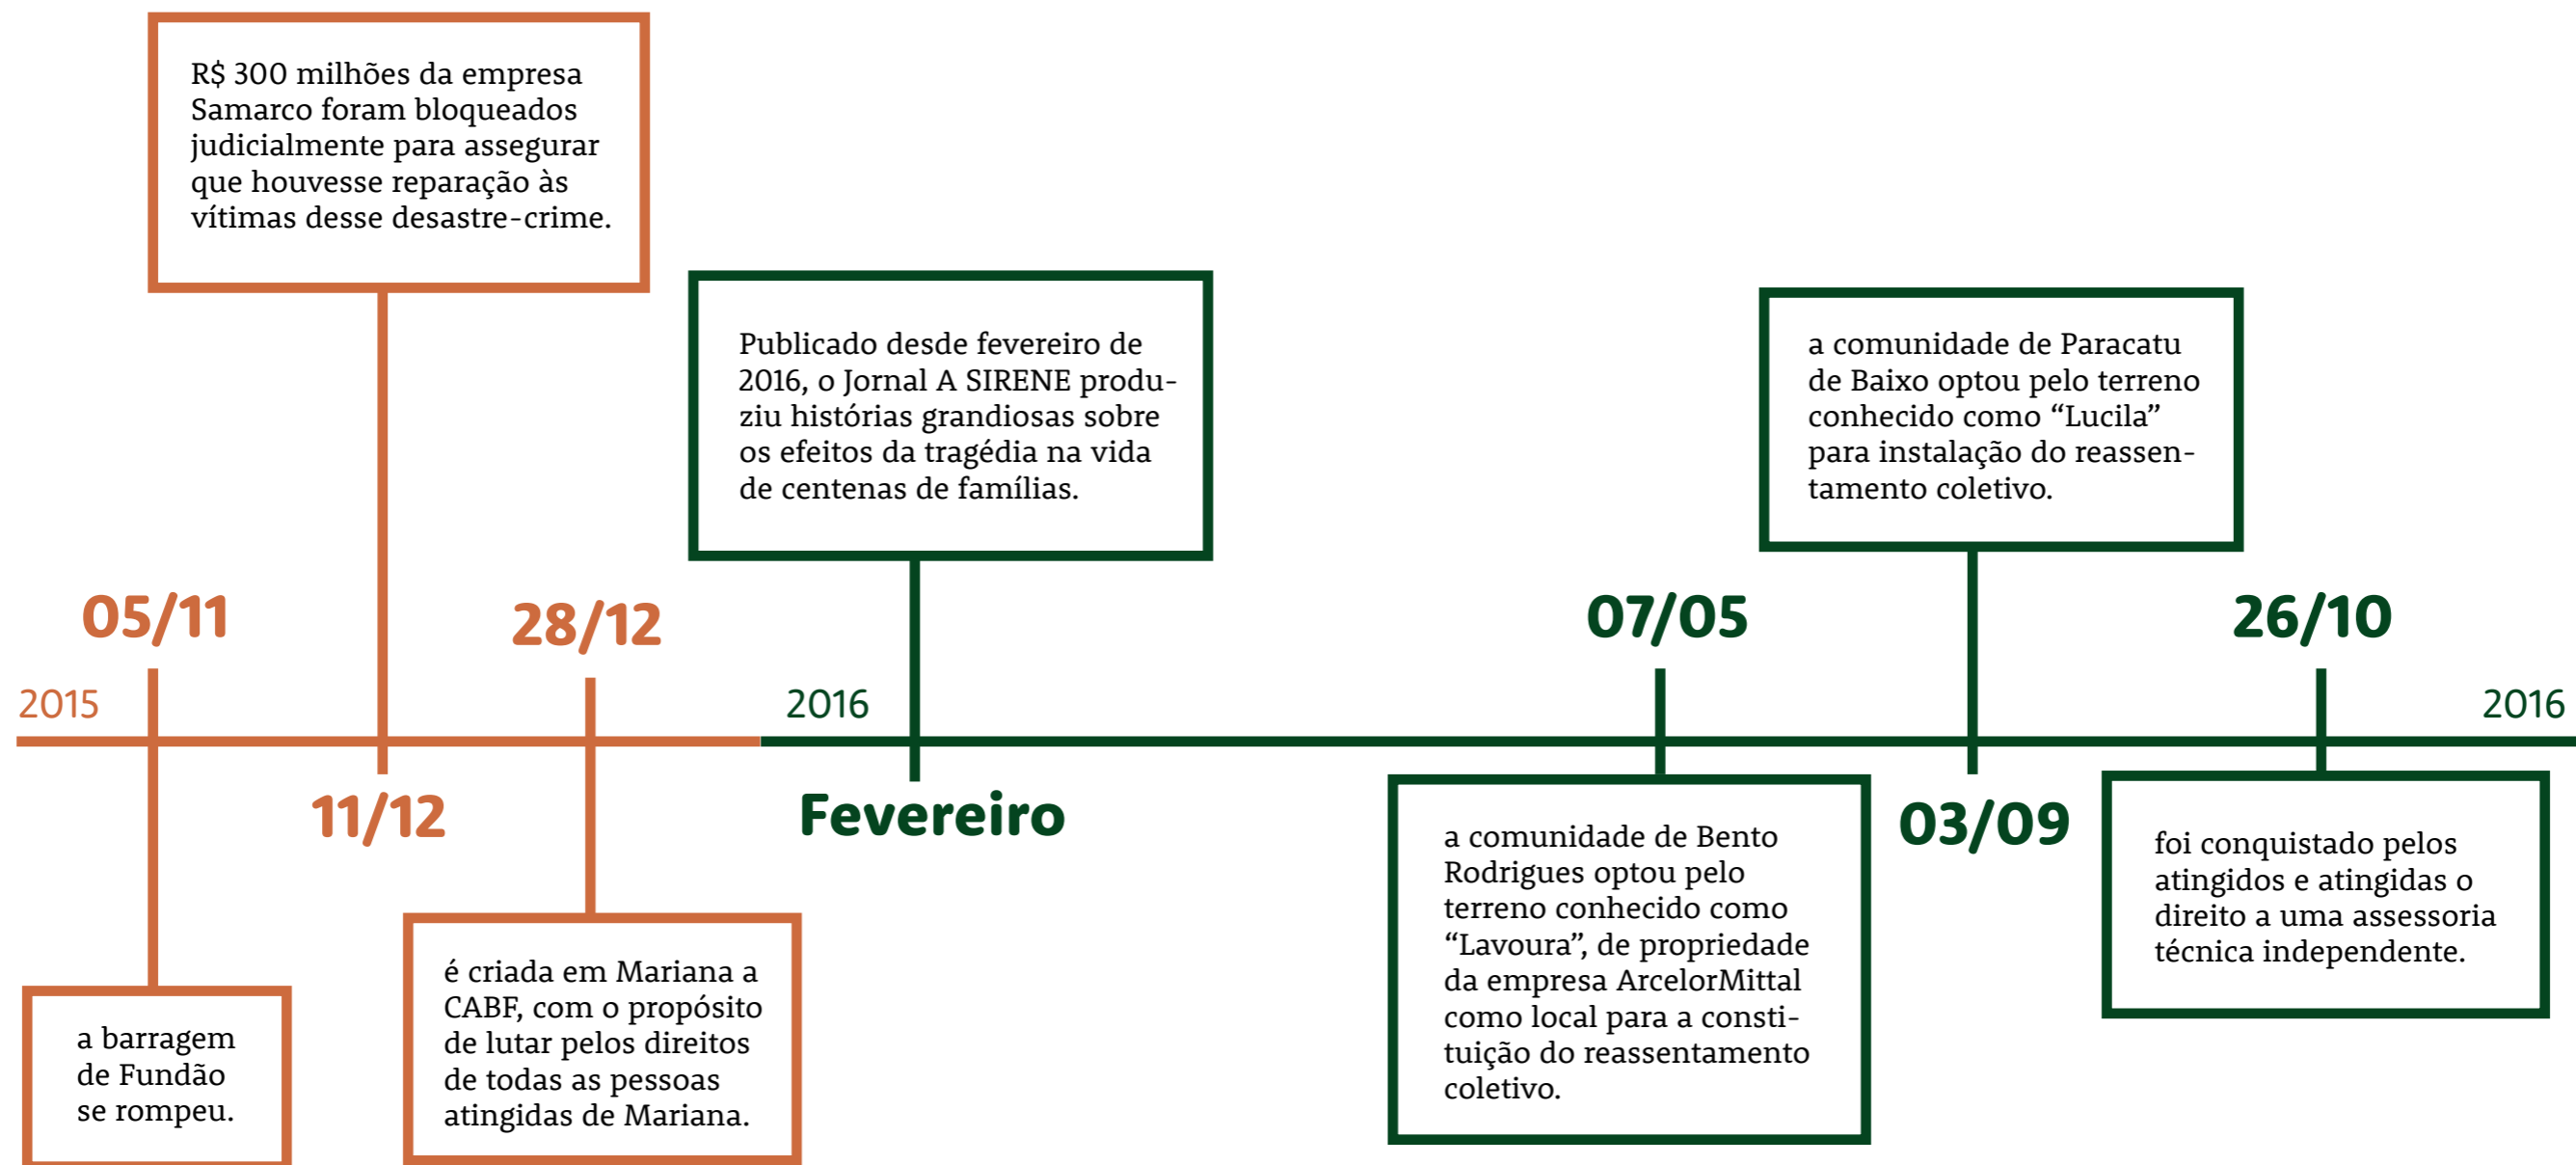 R$ 300 milhões da empresa
Samarco foram bloqueados
judicialmente para assegurar
que houvesse reparação às
vítimas desse desastre-crime.
Publicado desde fevereiro de
2016, o Jornal A SIRENE produ-
ziu histórias grandiosas sobre
os efeitos da tragédia na vida
de centenas de famílias.
a comunidade de Paracatu
de Baixo optou pelo terreno
conhecido como “Lucila”
para instalação do reassen-
tamento coletivo.
05/11
28/12
07/05
26/10
2015
2016
2016
11/12
Fevereiro
03/09
a barragem
de Fundão
se rompeu.
é criada em Mariana a
CABF, com o propósito
de lutar pelos direitos
de todas as pessoas
atingidas de Mariana.
a comunidade de Bento
Rodrigues optou pelo
terreno conhecido como
“Lavoura”, de propriedade
da empresa ArcelorMittal
como local para a consti-
tuição do reassentamento
coletivo.
foi conquistado pelos
atingidos e atingidas o
direito a uma assessoria
técnica independente.